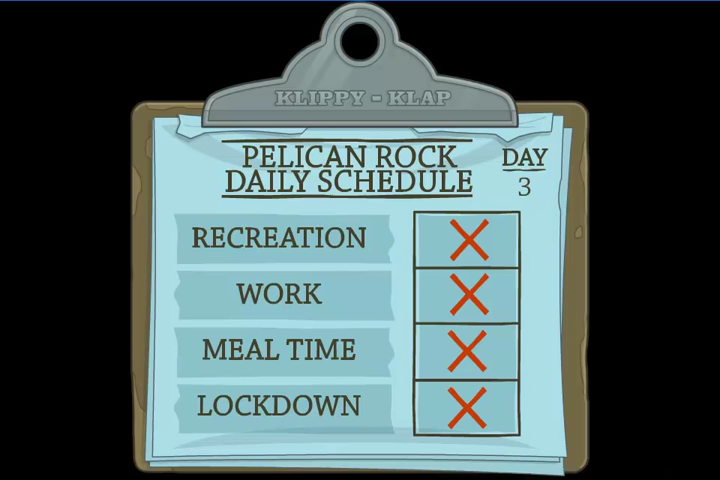 KLIPPY - KLAP
PELICAN ROCK
DAILY SCHEDULE
DAY
3
RECREATION
WORK
MEAL TIME
LOCKDOWN